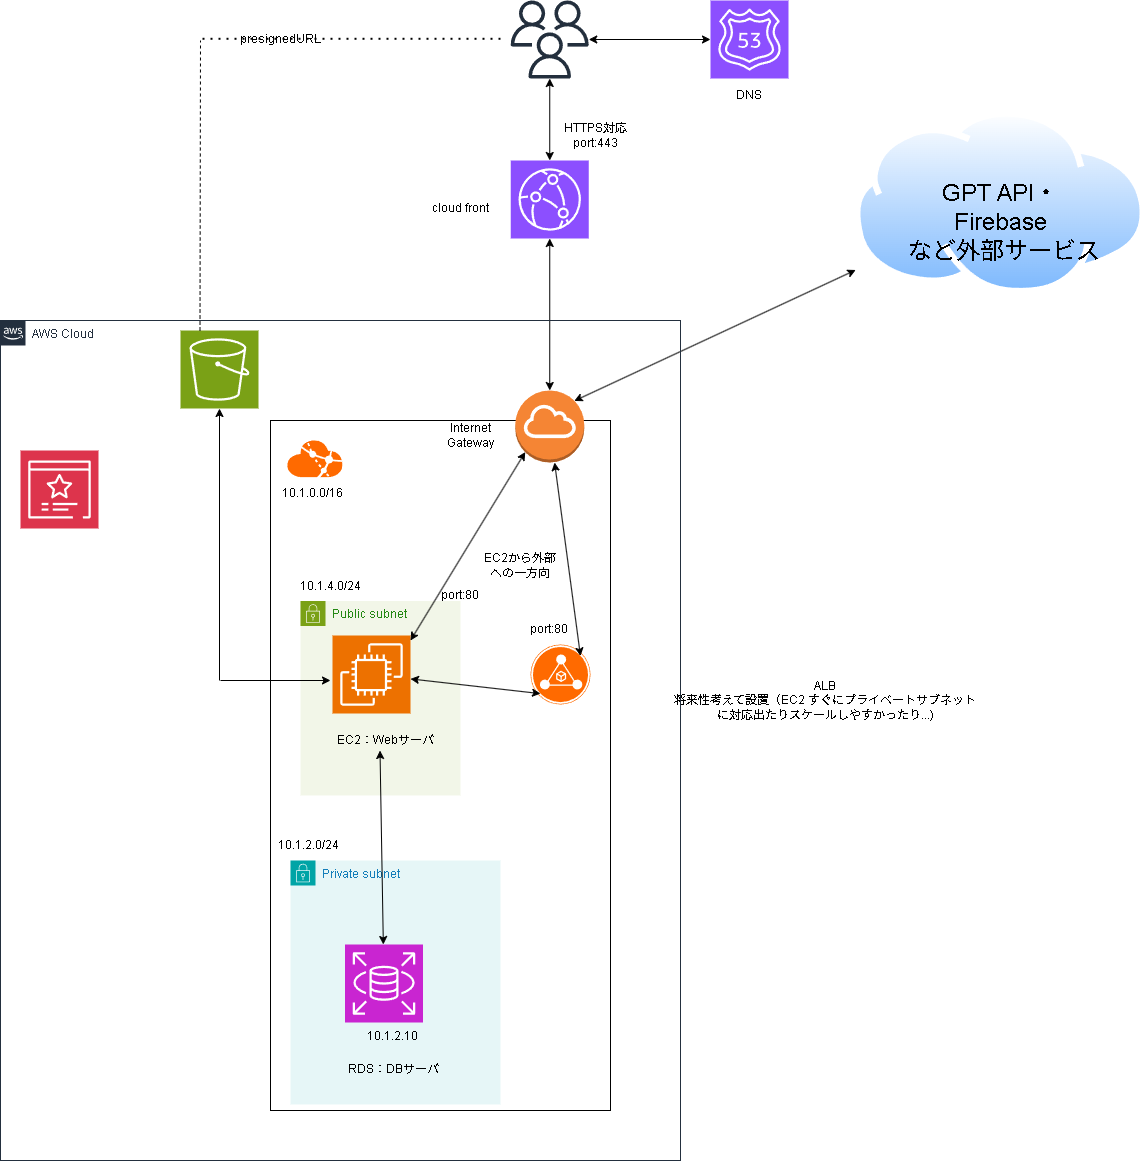 presignedURL
53
DNS
HTTPS対応
port:443
cloud front
GPT API・
Firebase
など外部サービス
aws
AWS Cloud
Internet
Gateway
10.1.0.0/16
EC2から外部
への一方向
10.1.4.0/24
port:80
Public subnet
port:80
ALB
将来性考えて設置（EC2 すぐにプライベートサブネット
に対応出たりスケールしやすかったり...)
EC2：Webサーバ
10.1.2.0/24
Private subnet
10.1.2.10
RDS：DBサーバ